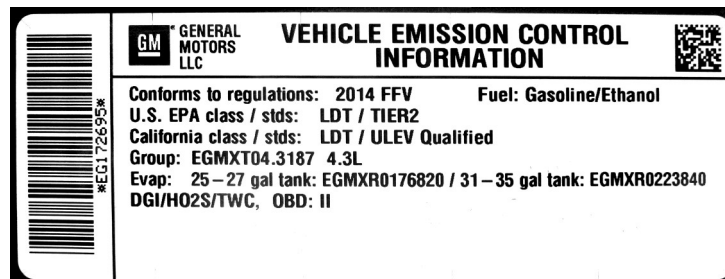 *EG172695*
GM
GENERAL
MOTORS
LLC
VEHICLE EMISSION CONTROL
INFORMATION
Conforms to regulations: 2014 FFV Fuel: Gasoline/Ethanol
U.S. EPA class / stds: LDT / TIER2
California class / stds: LDT / ULEV Qualified
Group: EGMXT04.3187 4.3L
Evap: 25–27 gal tank: EGMXR0176820 / 31–35 gal tank: EGMXR0223840
DGI/HO2S/TWC, OBD: II